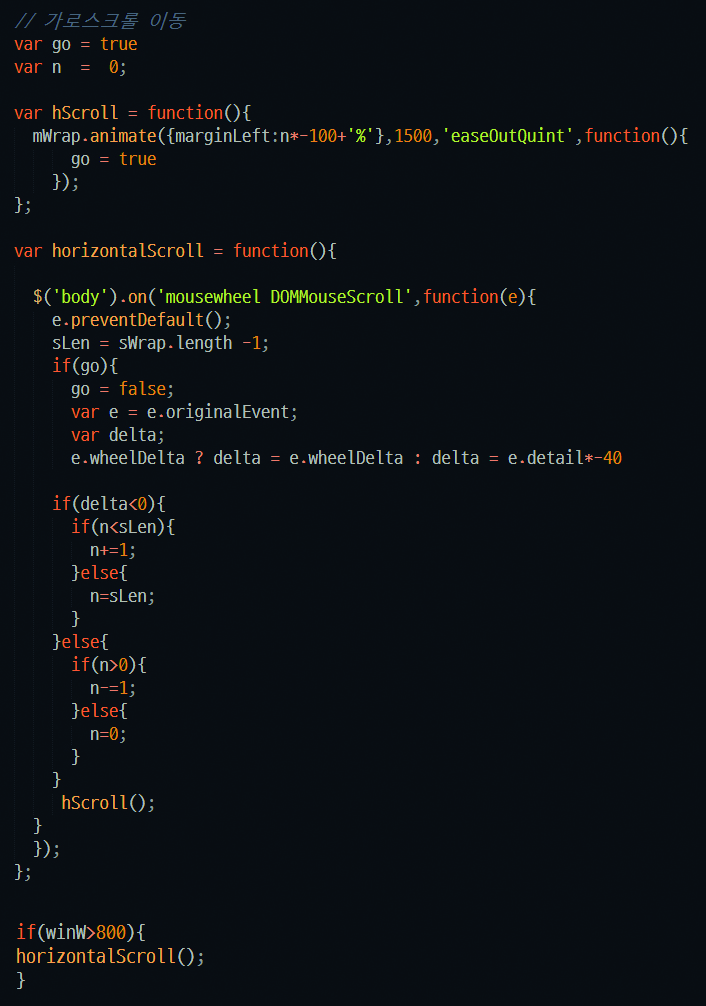 // 가로스크롤 이동
var go = true
var n  =  0;
var hScroll = function(){
mWrap.animate({marginLeft:n*-100+'%'},1500,'easeOutQuint',function(){
go = true
});
};
var horizontalScroll = function(){
$('body').on('mousewheel DOMMouseScroll',function(e){
e.preventDefault();
sLen = sWrap.length -1;
if(go){
go = false;
var e = e.originalEvent;
var delta;
e.wheelDelta ? delta = e.wheelDelta : delta = e.detail*-40
if(delta<0){
if(n<sLen){
n+=1;
}else{
n=sLen;
}
}else{
if(n>0){
n-=1;
}else{
n=0;
}
}
hScroll();
}
});
};
if(winW>800){
horizontalScroll();
}